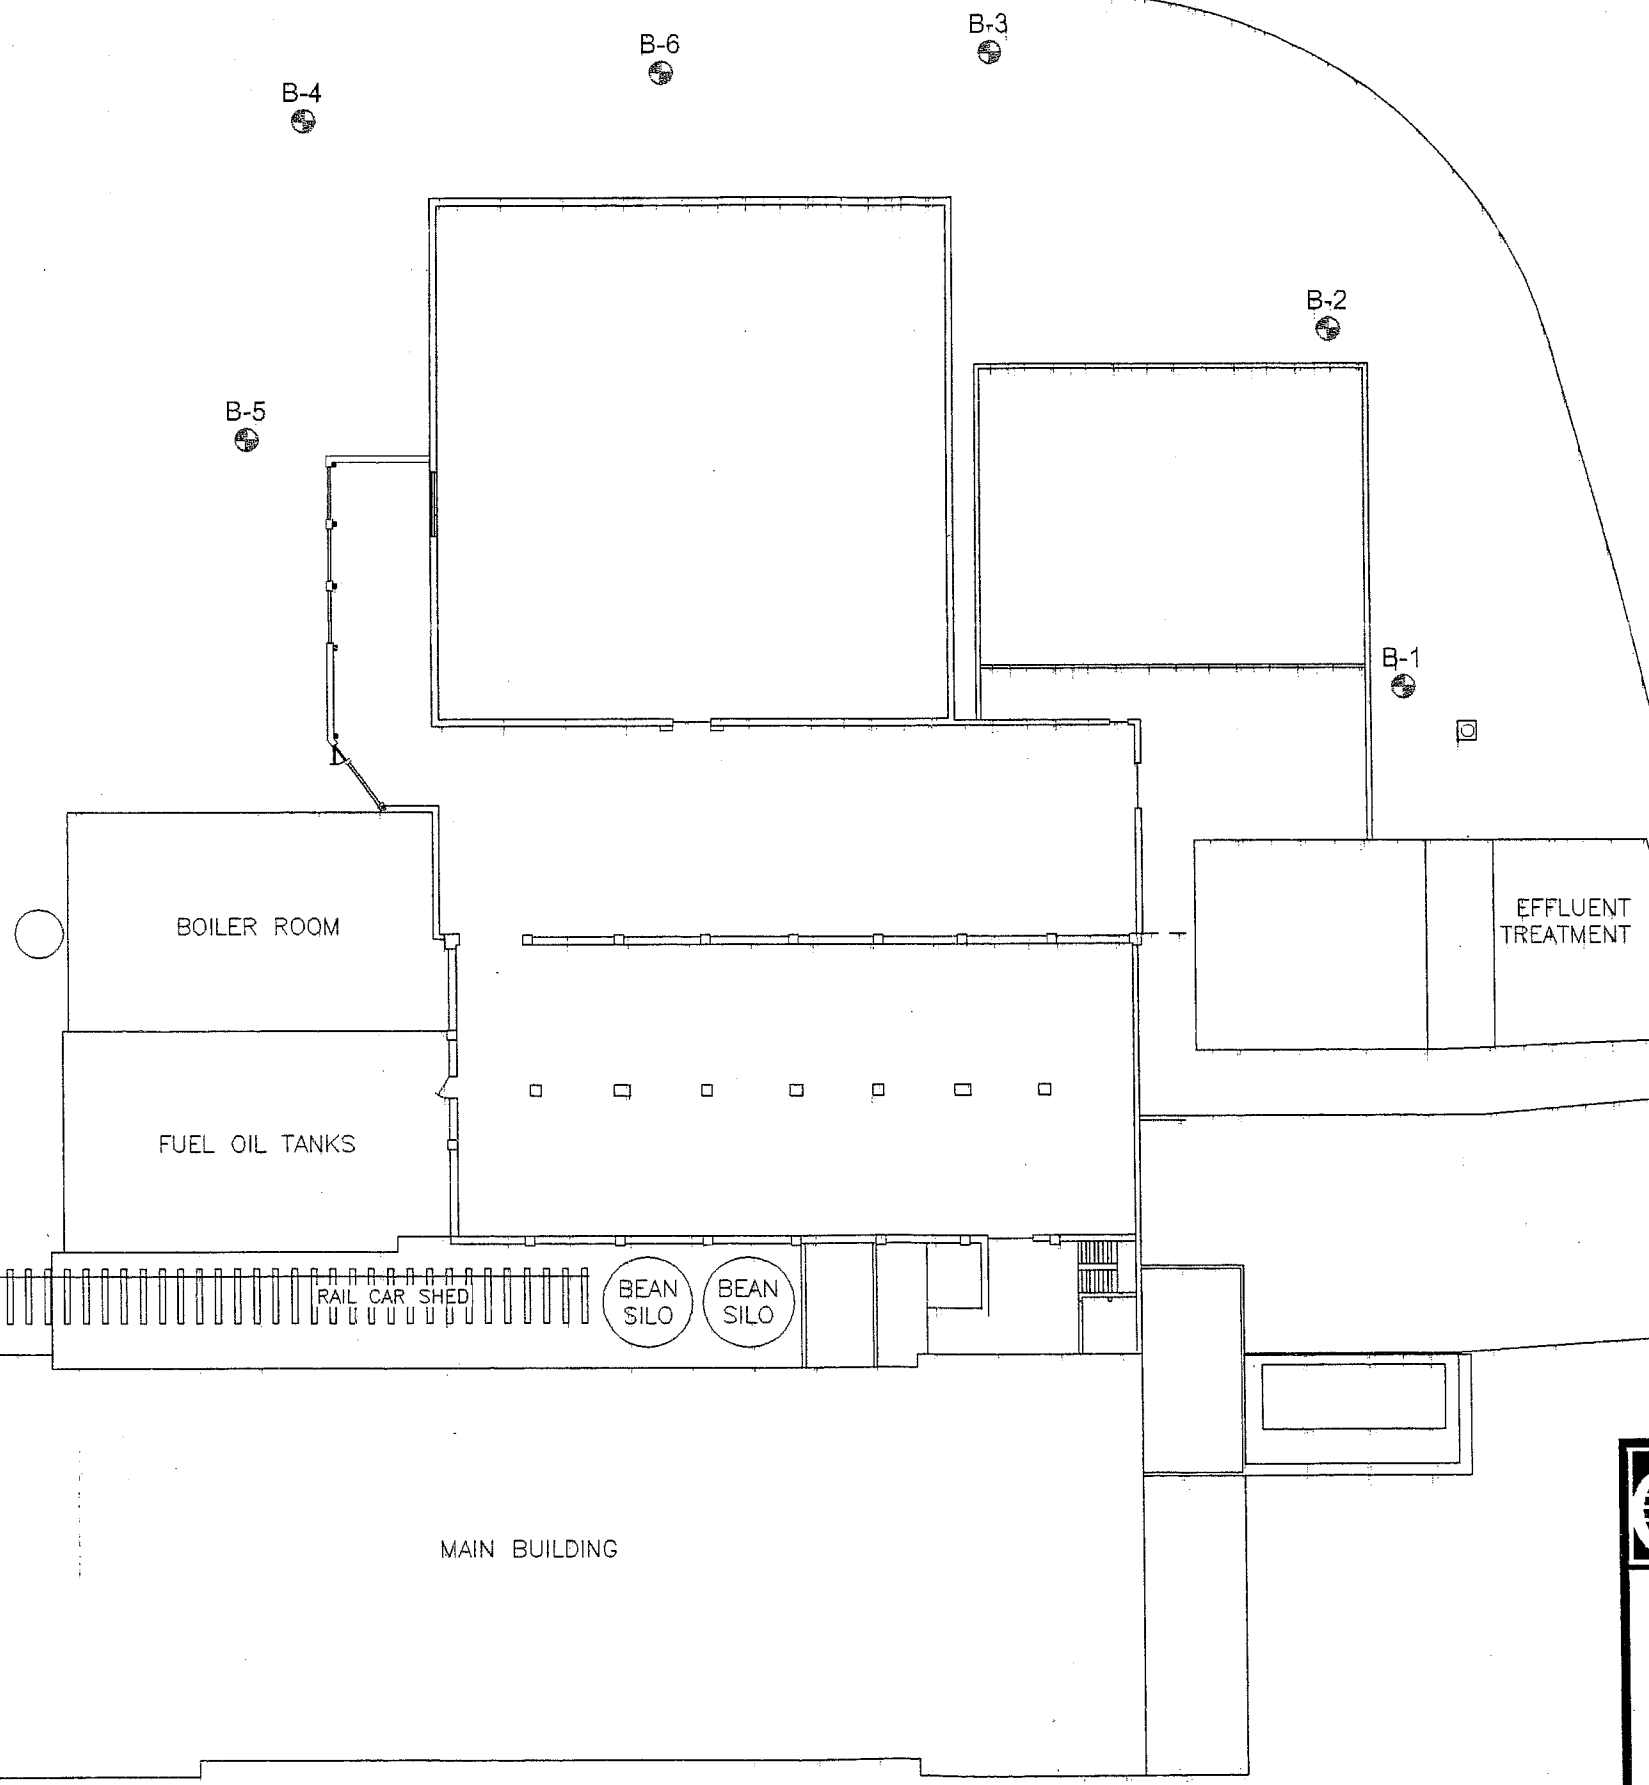 B-3
B-6
B-4
B-2
B-5
B-1
BOILER ROOM
EFFLUENT
TREATMENT
FUEL OIL TANKS
RAIL CAR SHED
BEAN
SILO
BEAN
SILO
MAIN BUILDING